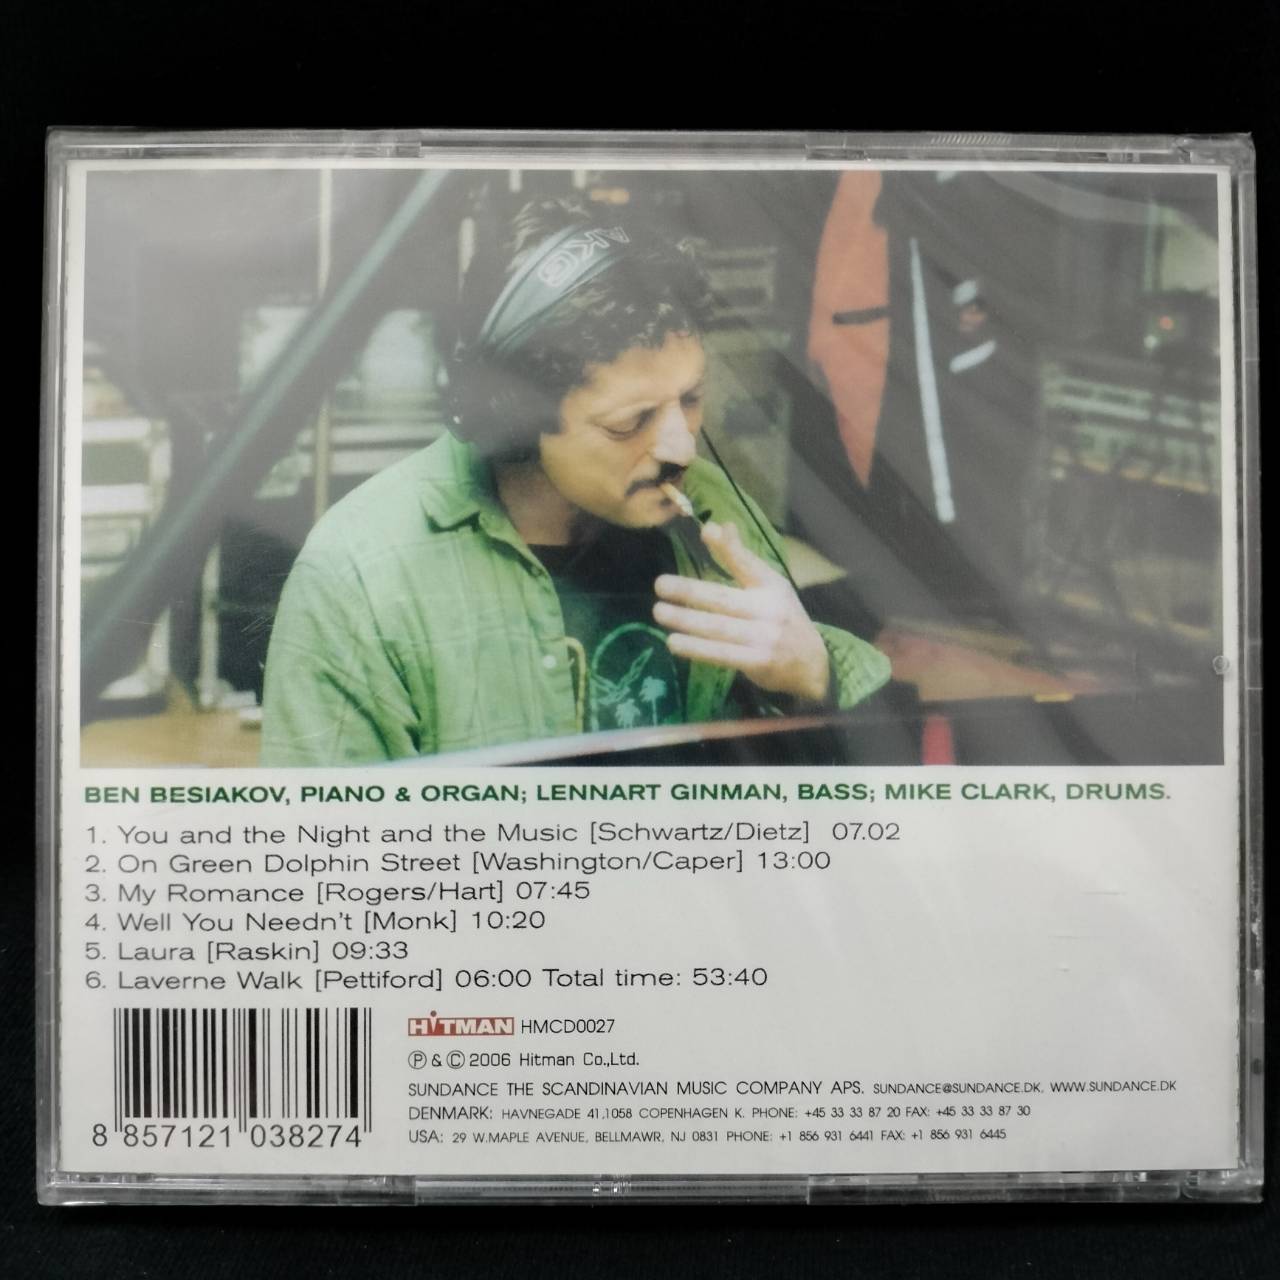 AKG
BEN BESIAKOV, PIANO & ORGAN; LENNART GINMAN, BASS; MIKE CLARK, DRUMS.
1. You and the Night and the Music [Schwartz/Dietz] 07.02
2. On Green Dolphin Street [Washington/Caper] 13:00
3. My Romance [Rogers/Hart] 07:45
4. Well You Needn't [Monk] 10:20
5. Laura [Raskin] 09:33
6. Laverne Walk [Pettiford] 06:00 Total time: 53:40
HITMAN HMCD0027
Ⓟ & © 2006 Hitman Co.,Ltd.
SUNDANCE THE SCANDINAVIAN MUSIC COMPANY APS. SUNDANCE@SUNDANCE.DK, WWW.SUNDANCE.DK
DENMARK: HAVNEGADE 41,1058 COPENHAGEN K. PHONE: +45 33 33 87 20 FAX: +45 33 33 87 30
USA: 29 W.MAPLE AVENUE, BELLMAWR, NJ 0831 PHONE: +1 856 931 6441 FAX: +1 856 931 6445
8 857121 038274